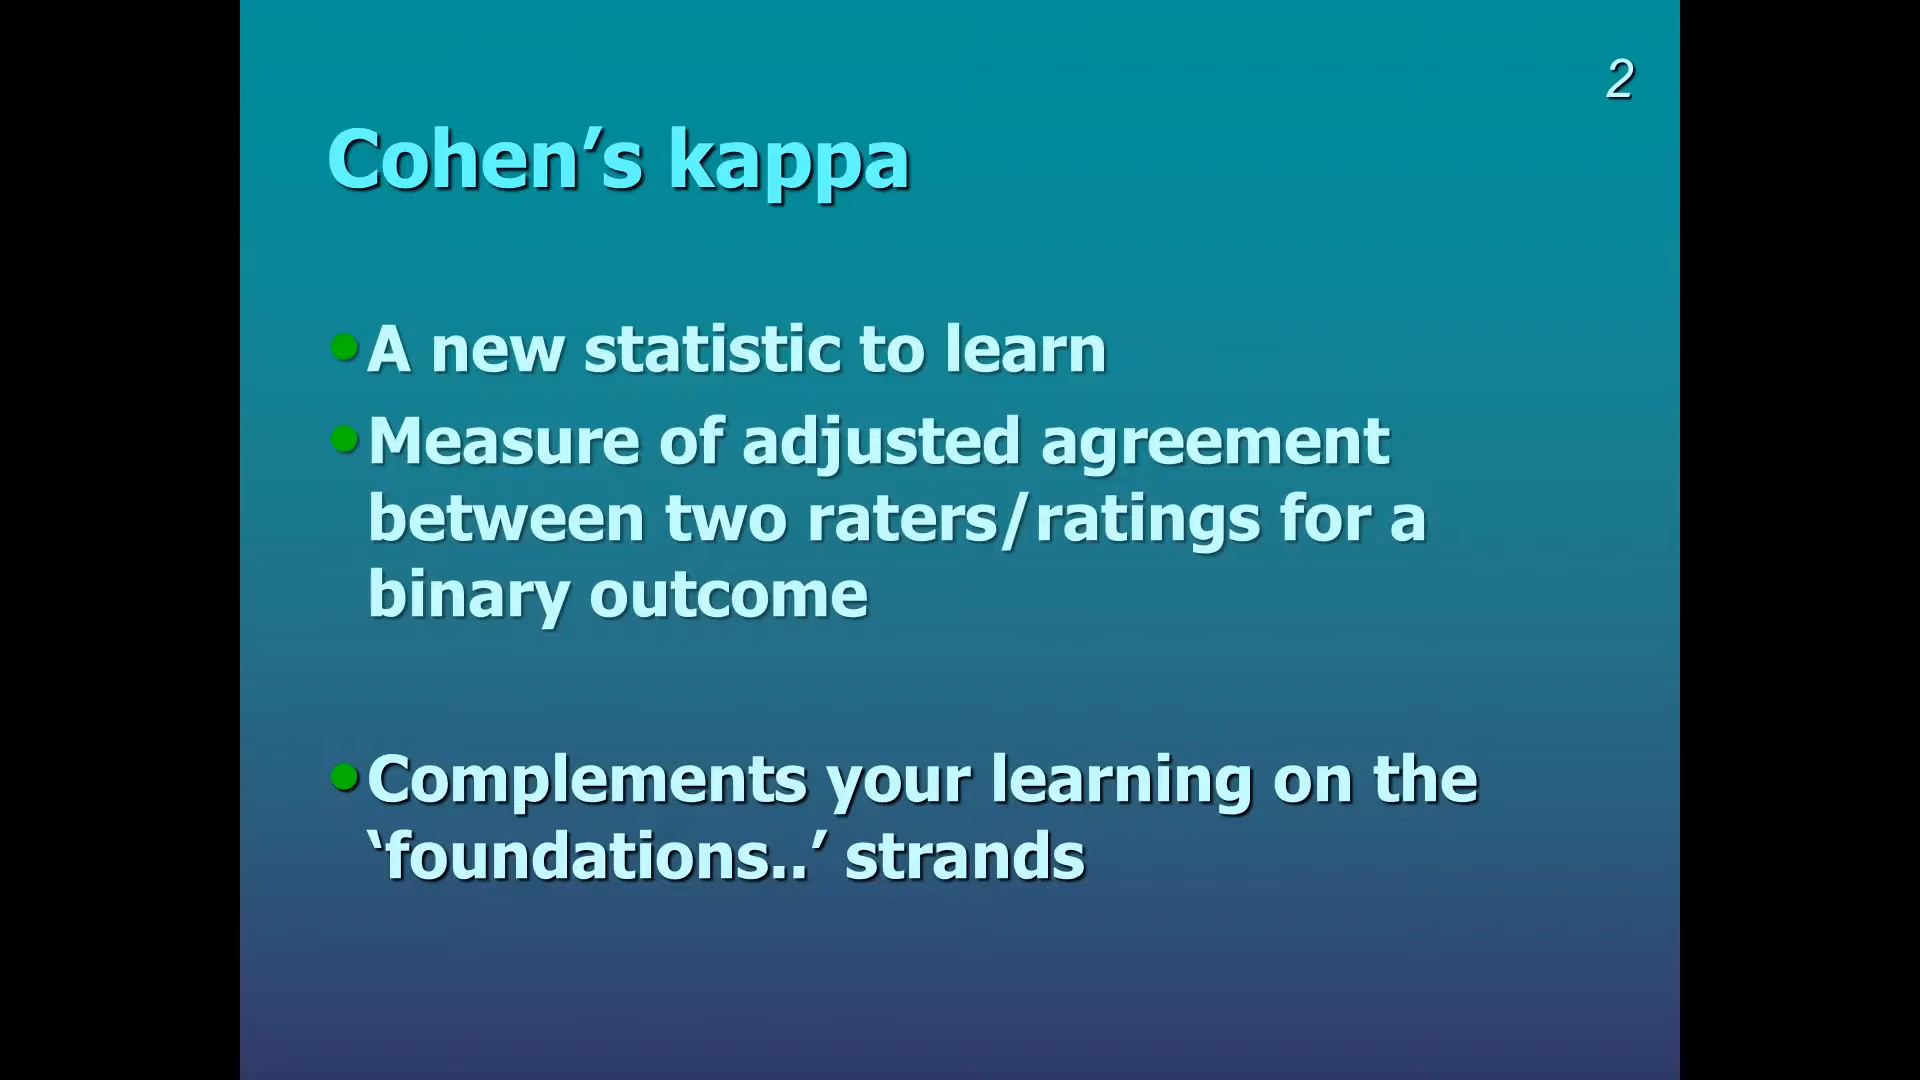 2
Cohen’s kappa
•A new statistic to learn
•Measure of adjusted agreement
between two raters/ratings for a
binary outcome
•Complements your learning on the
‘foundations..’ strands